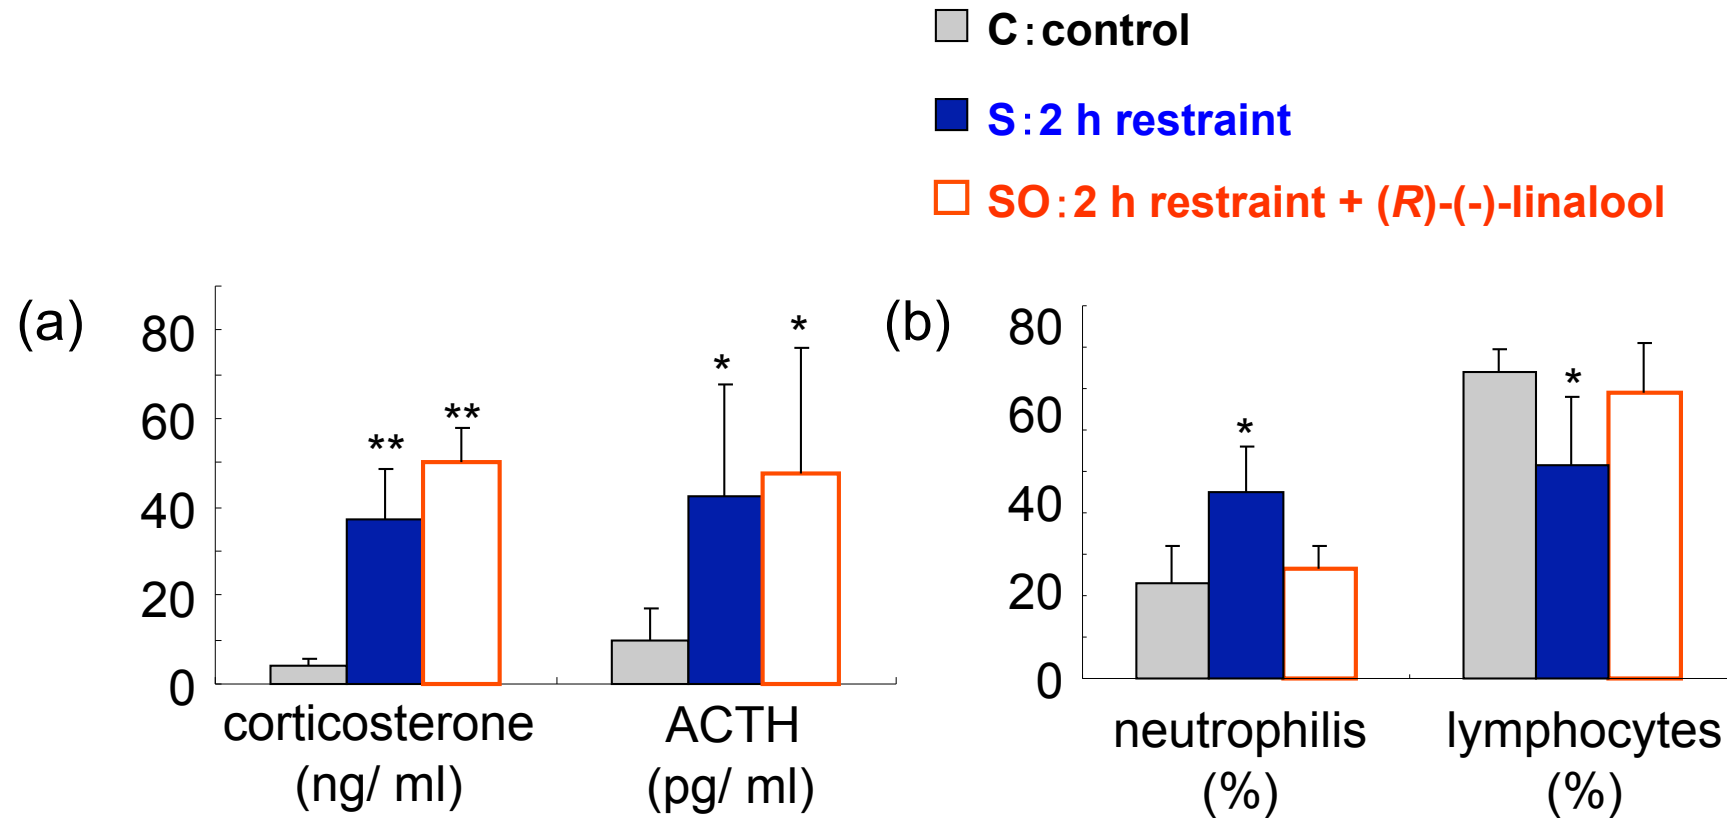 C:control
S:2 h restraint
SO:2 h restraint + (R)-(-)-linalool
(a)
80
60
40
20
0
**
**
*
*
corticosterone
(ng/ ml)
ACTH
(pg/ ml)
(b)
80
60
40
20
0
*
*
neutrophilis
(%)
lymphocytes
(%)